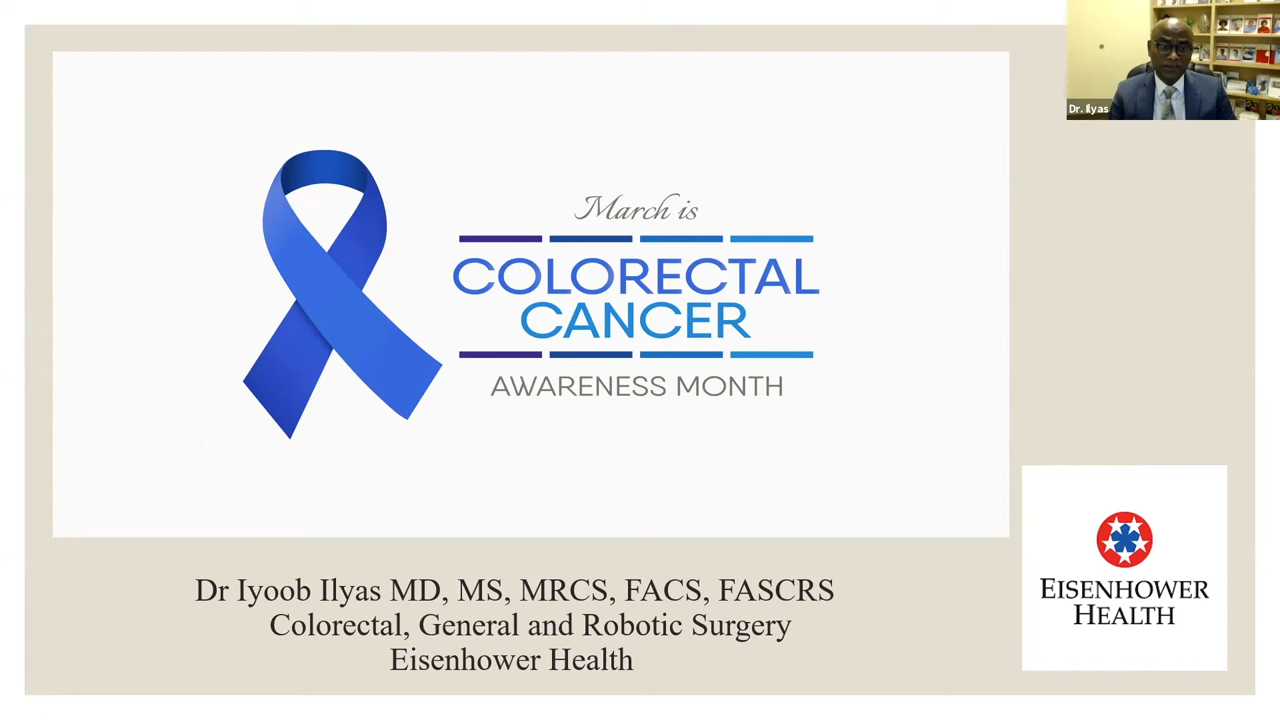 Dr. Ilyas
March is
COLORECTAL
CANCER
AWARENESS MONTH
EISENHOWER
HEALTH
Dr Iyoob Ilyas MD, MS, MRCS, FACS, FASCRS
Colorectal, General and Robotic Surgery
Eisenhower Health